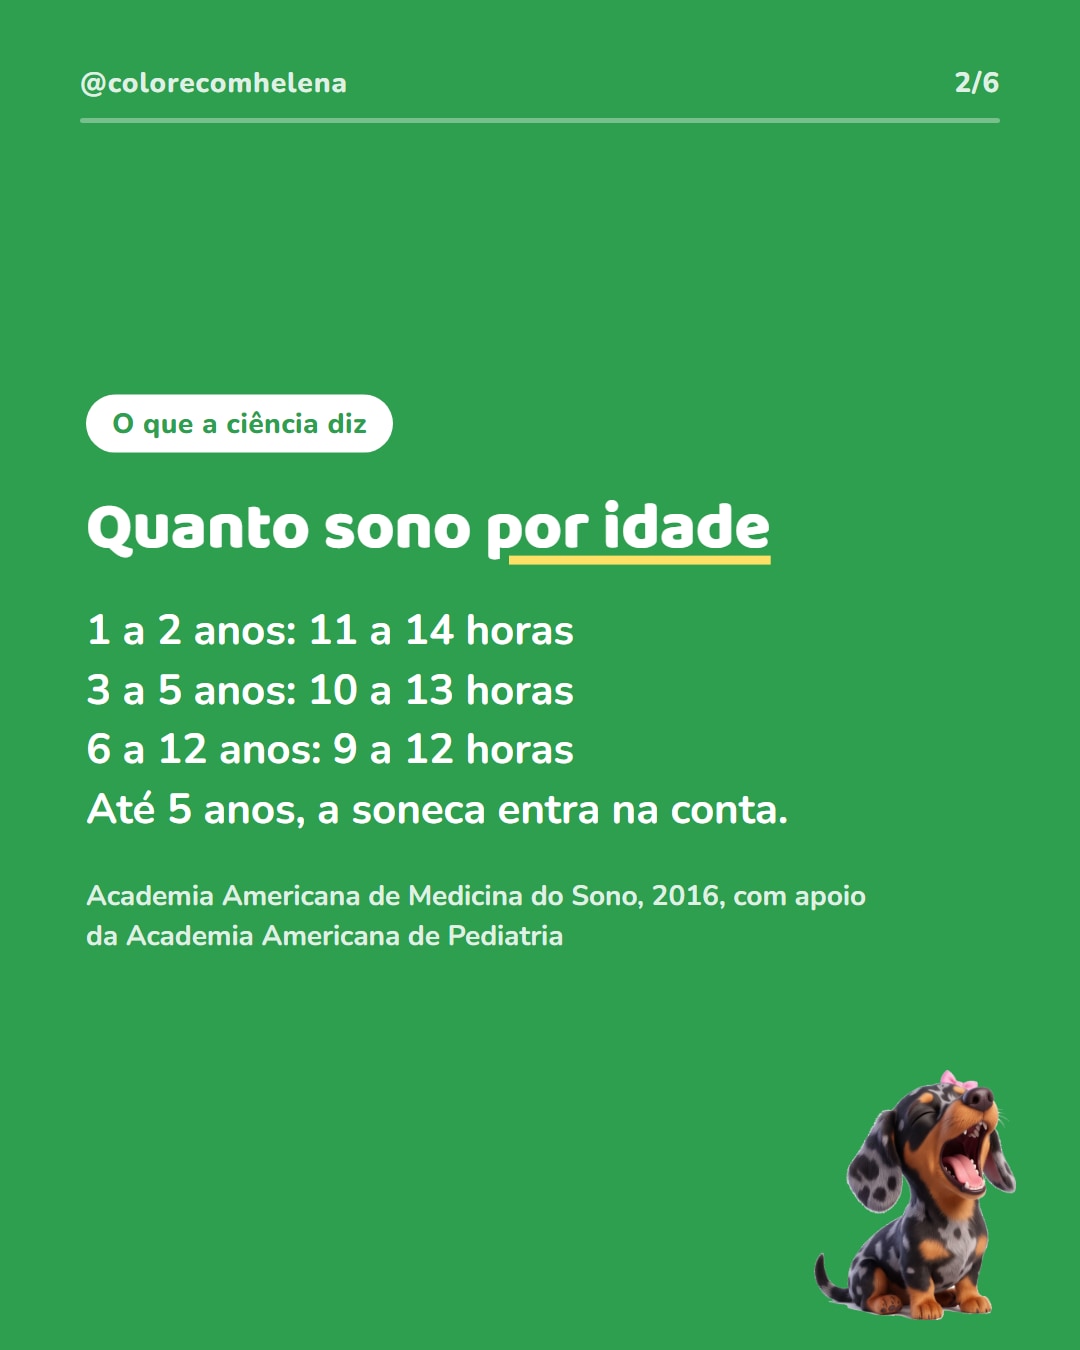 @colorecomhelena
2/6
O que a ciência diz
Quanto sono por idade
1 a 2 anos: 11 a 14 horas
3 a 5 anos: 10 a 13 horas
6 a 12 anos: 9 a 12 horas
Até 5 anos, a soneca entra na conta.
Academia Americana de Medicina do Sono, 2016, com apoio
da Academia Americana de Pediatria